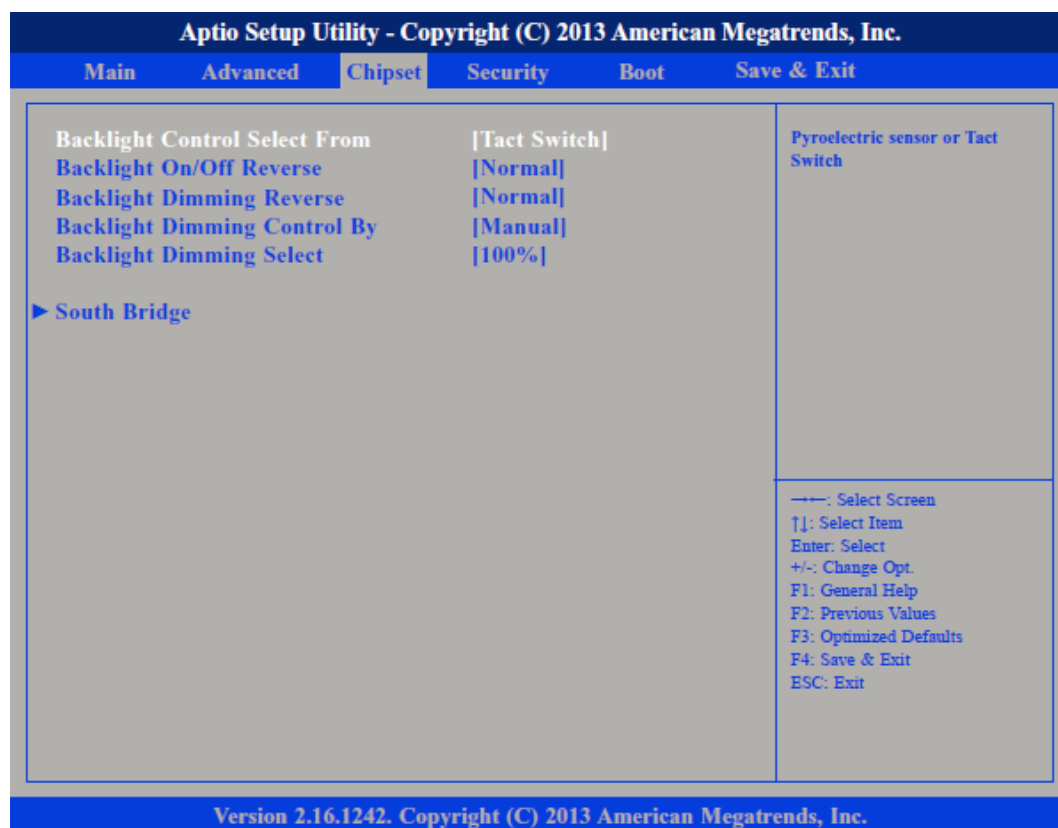 Aptio Setup Utility - Copyright (C) 2013 American Megatrends, Inc.
Main Advanced Chipset Security Boot Save & Exit
Backlight Control Select From [Tact Switch]
Backlight On/Off Reverse [Normal]
Backlight Dimming Reverse [Normal]
Backlight Dimming Control By [Manual]
Backlight Dimming Select [100%]
► South Bridge
Pyroelectric sensor or Tact
Switch
→←: Select Screen
↑↓: Select Item
Enter: Select
+/-: Change Opt.
F1: General Help
F2: Previous Values
F3: Optimized Defaults
F4: Save & Exit
ESC: Exit
Version 2.16.1242. Copyright (C) 2013 American Megatrends, Inc.